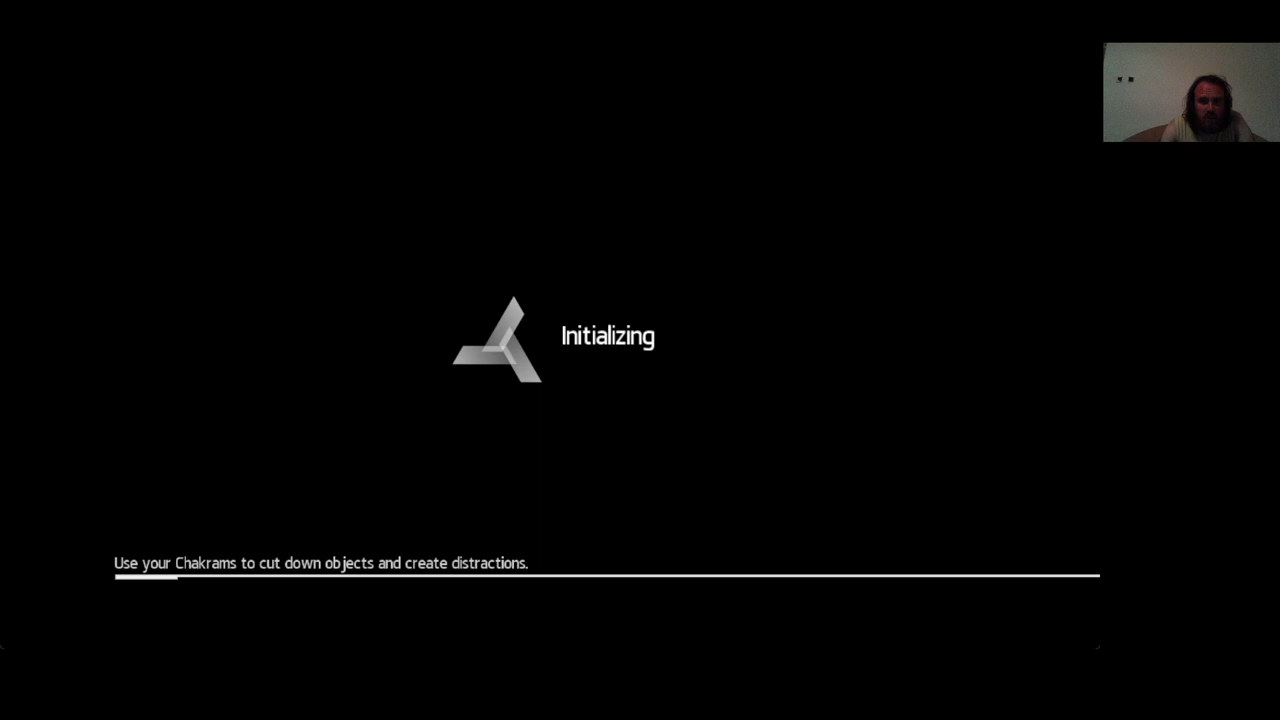 Initializing
Use your Chakrams to cut down objects and create distractions.